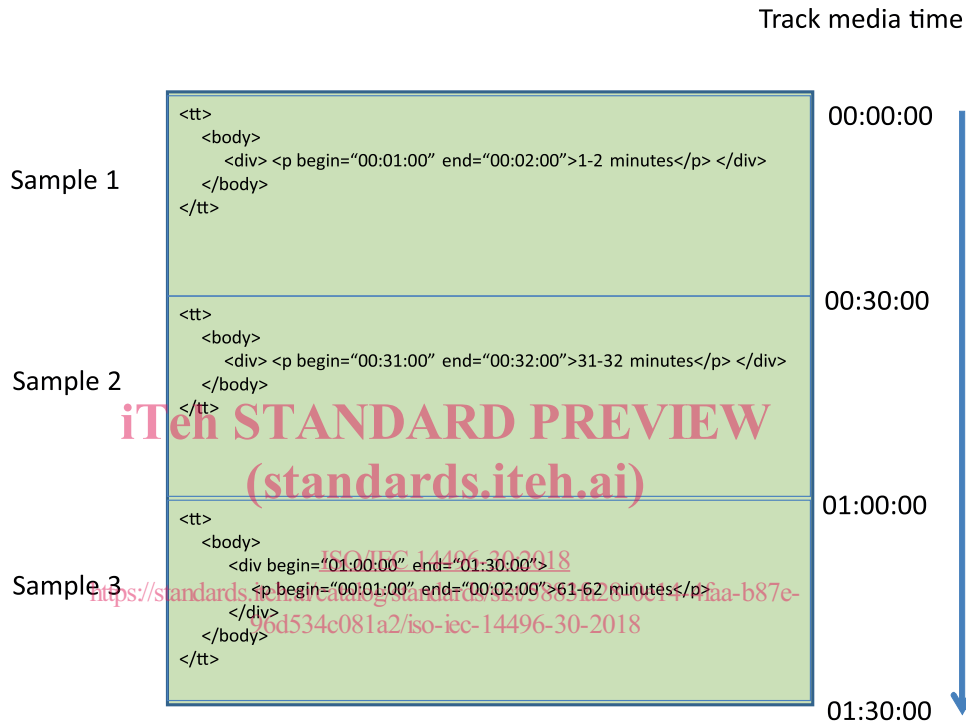 Track media time
00:00:00
<tt>
<body>
<div> <p begin=“00:01:00” end=“00:02:00”>1-2 minutes</p> </div>
Sample 1
</body>
</tt>
00:30:00
<tt>
<body>
<div> <p begin=“00:31:00” end=“00:32:00”>31-32 minutes</p> </div>
Sample 2
</body>
</tt>
iTeh STANDARD PREVIEW
(standards.iteh.ai)
01:00:00
<tt>
<body>
<div begin=“01:00:00” end=“01:30:00”>
ISO/IEC 14496-30:2018
Sample 3
<p begin=“00:01:00” end=“00:02:00”>61-62 minutes</p>
</div>
96d534c081a2/iso-iec-14496-30-2018
</body>
</tt>
01:30:00